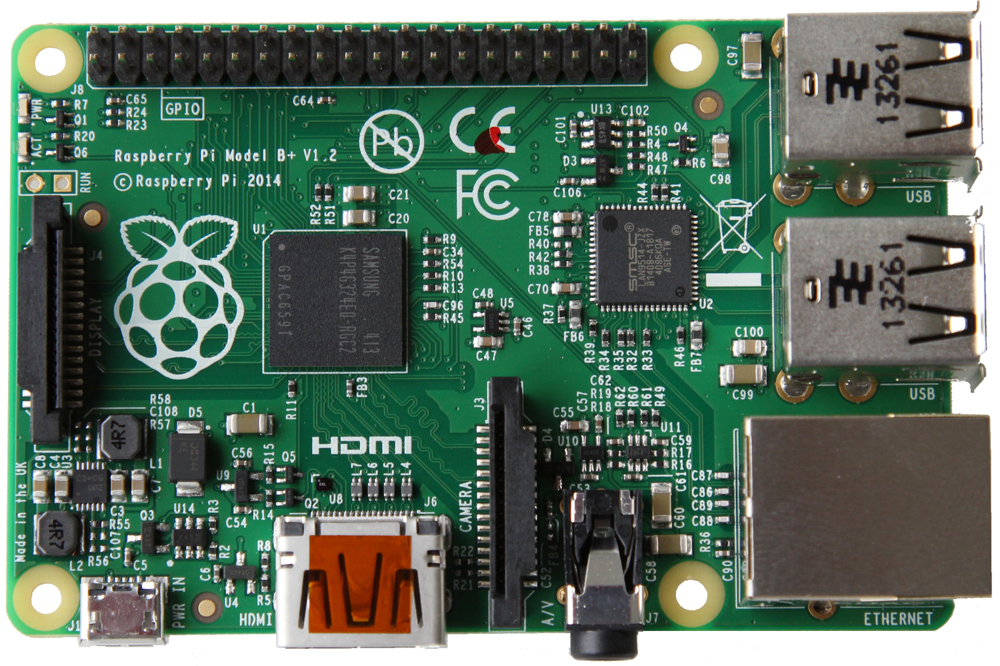 J8
PWR
R7
Q1
ACT
R20
Q6
C65
R24
R23
GPIO
C64
Pb
CE
FC
C97
13261
C101
U13
C102
R50
R4
R48
R47
Q4
R6
C98
D3
C106
R44
R41
USB
Raspberry Pi Model B+ V1.2
© Raspberry Pi 2014
RUN
R52
R51
C21
C20
U1
SAMSUNG 413
K4P4G324EQ-RGC2
GPAC6591
R9
C34
R54
R10
R13
C96
R45
C78
FB5
R40
R42
R38
C70
R37
FB6
smsc®
LAN9514-JZX
B1408-A1B17
4086KQA
ASE-TW
U2
13261
USB
J4
DISPLAY
C48
U5
C46
C47
R39
R34
R35
R32
R33
R46
FB7
C100
C99
FB3
R11
R58
C108
R57
D5
C1
4R7
L1
C8
C4
U3
C7
HDMI
C56
R15
Q5
U9
L7
L6
L5
L4
U8
Q2
J6
C54
R14
J3
CAMERA
C62
R19
R18
C57
C55
R62
R60
R61
R49
D4
U10
U11
C59
R17
R16
C61
C53
C60
C87
C86
C89
C88
R36
C90
C58
Made in the UK
4R7
L2
C3
R55
C107
R56
Q3
U14
R3
R2
C5
C6
U4
R8
R5
R22
R21
FB4
C52
J1
PWR IN
HDMI
A/V
J7
ETHERNET